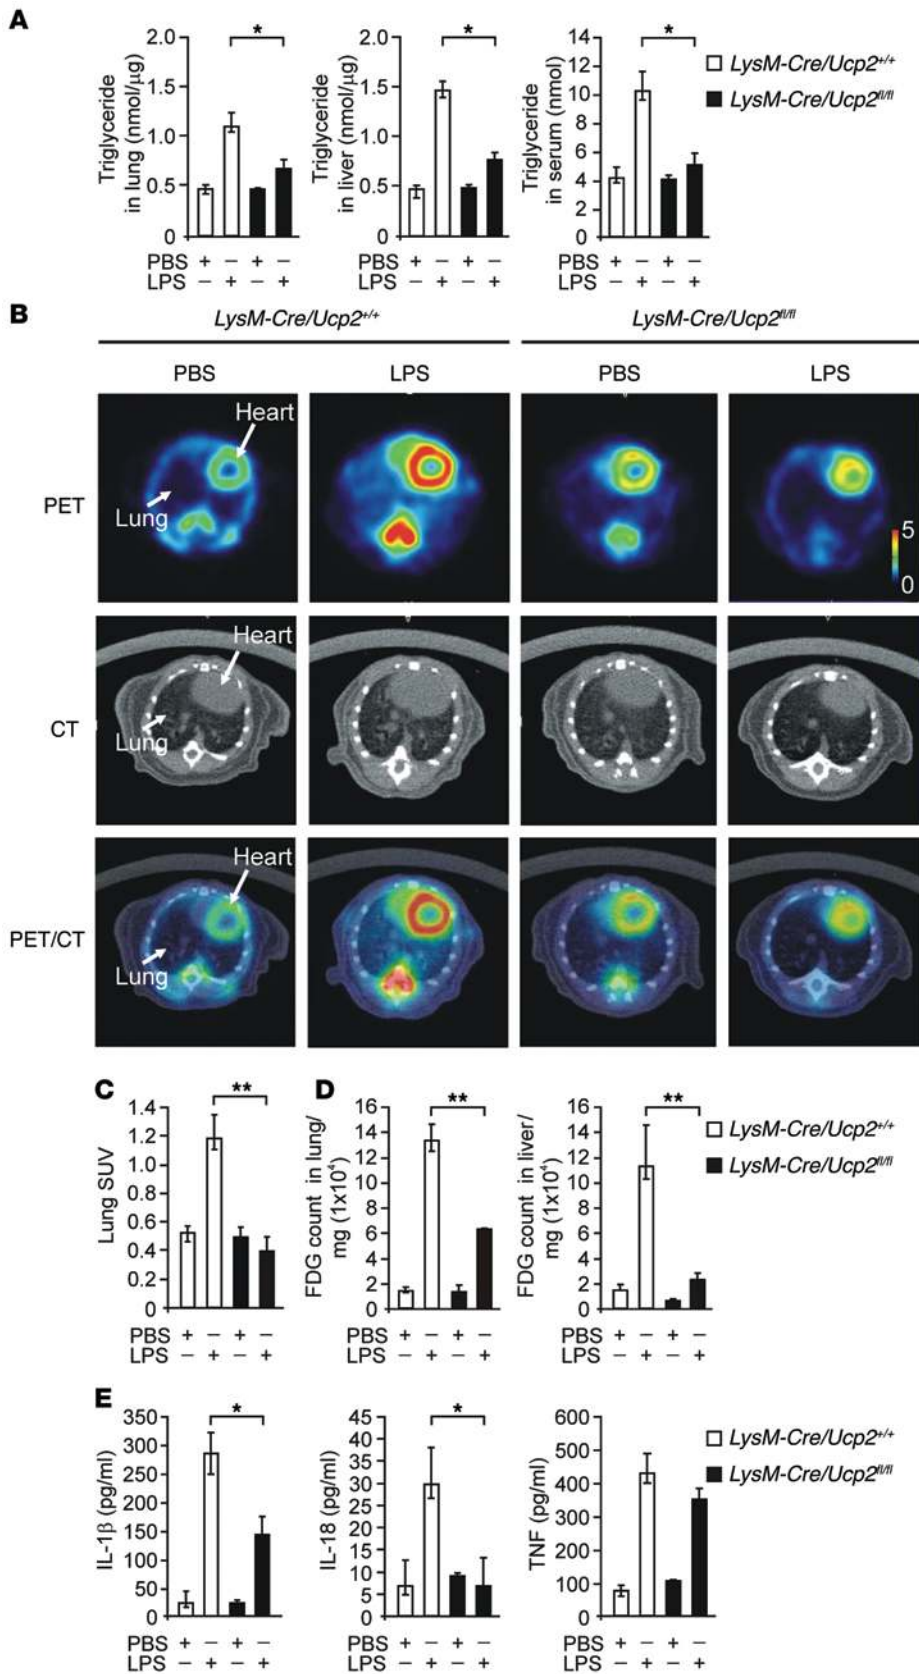 A
Triglyceride
in lung (nmol/µg)
2.0
1.5
1.0
0.5
0
*
PBS + – + –
LPS – + – +
Triglyceride
in liver (nmol/µg)
2.0
1.5
1.0
0.5
0
*
+ – + –
– + – +
Triglyceride
in serum (nmol)
14
12
10
8
6
4
2
0
*
+ – + –
– + – +
LysM-Cre/Ucp2+/+
LysM-Cre/Ucp2fl/fl
B
LysM-Cre/Ucp2+/+ LysM-Cre/Ucp2fl/fl
PBS LPS PBS LPS
PET
Heart
Lung
5
0
CT
Heart
Lung
PET/CT
Heart
Lung
C
Lung SUV
1.4
1.2
1.0
0.8
0.6
0.4
0.2
0
**
PBS + – + –
LPS – + – +
D
FDG count in lung/
mg (1x10⁴)
16
14
12
10
8
6
4
2
0
**
PBS + – + –
LPS – + – +
FDG count in liver/
mg (1x10⁴)
16
14
12
10
8
6
4
2
0
**
PBS + – + –
LPS – + – +
LysM-Cre/Ucp2+/+
LysM-Cre/Ucp2fl/fl
E
IL-1β (pg/ml)
350
300
250
200
150
100
50
0
*
PBS + – + –
LPS – + – +
IL-18 (pg/ml)
45
40
35
30
25
20
15
10
5
0
*
PBS + – + –
LPS – + – +
TNF (pg/ml)
600
500
400
300
200
100
0
PBS + – + –
LPS – + – +
LysM-Cre/Ucp2+/+
LysM-Cre/Ucp2fl/fl